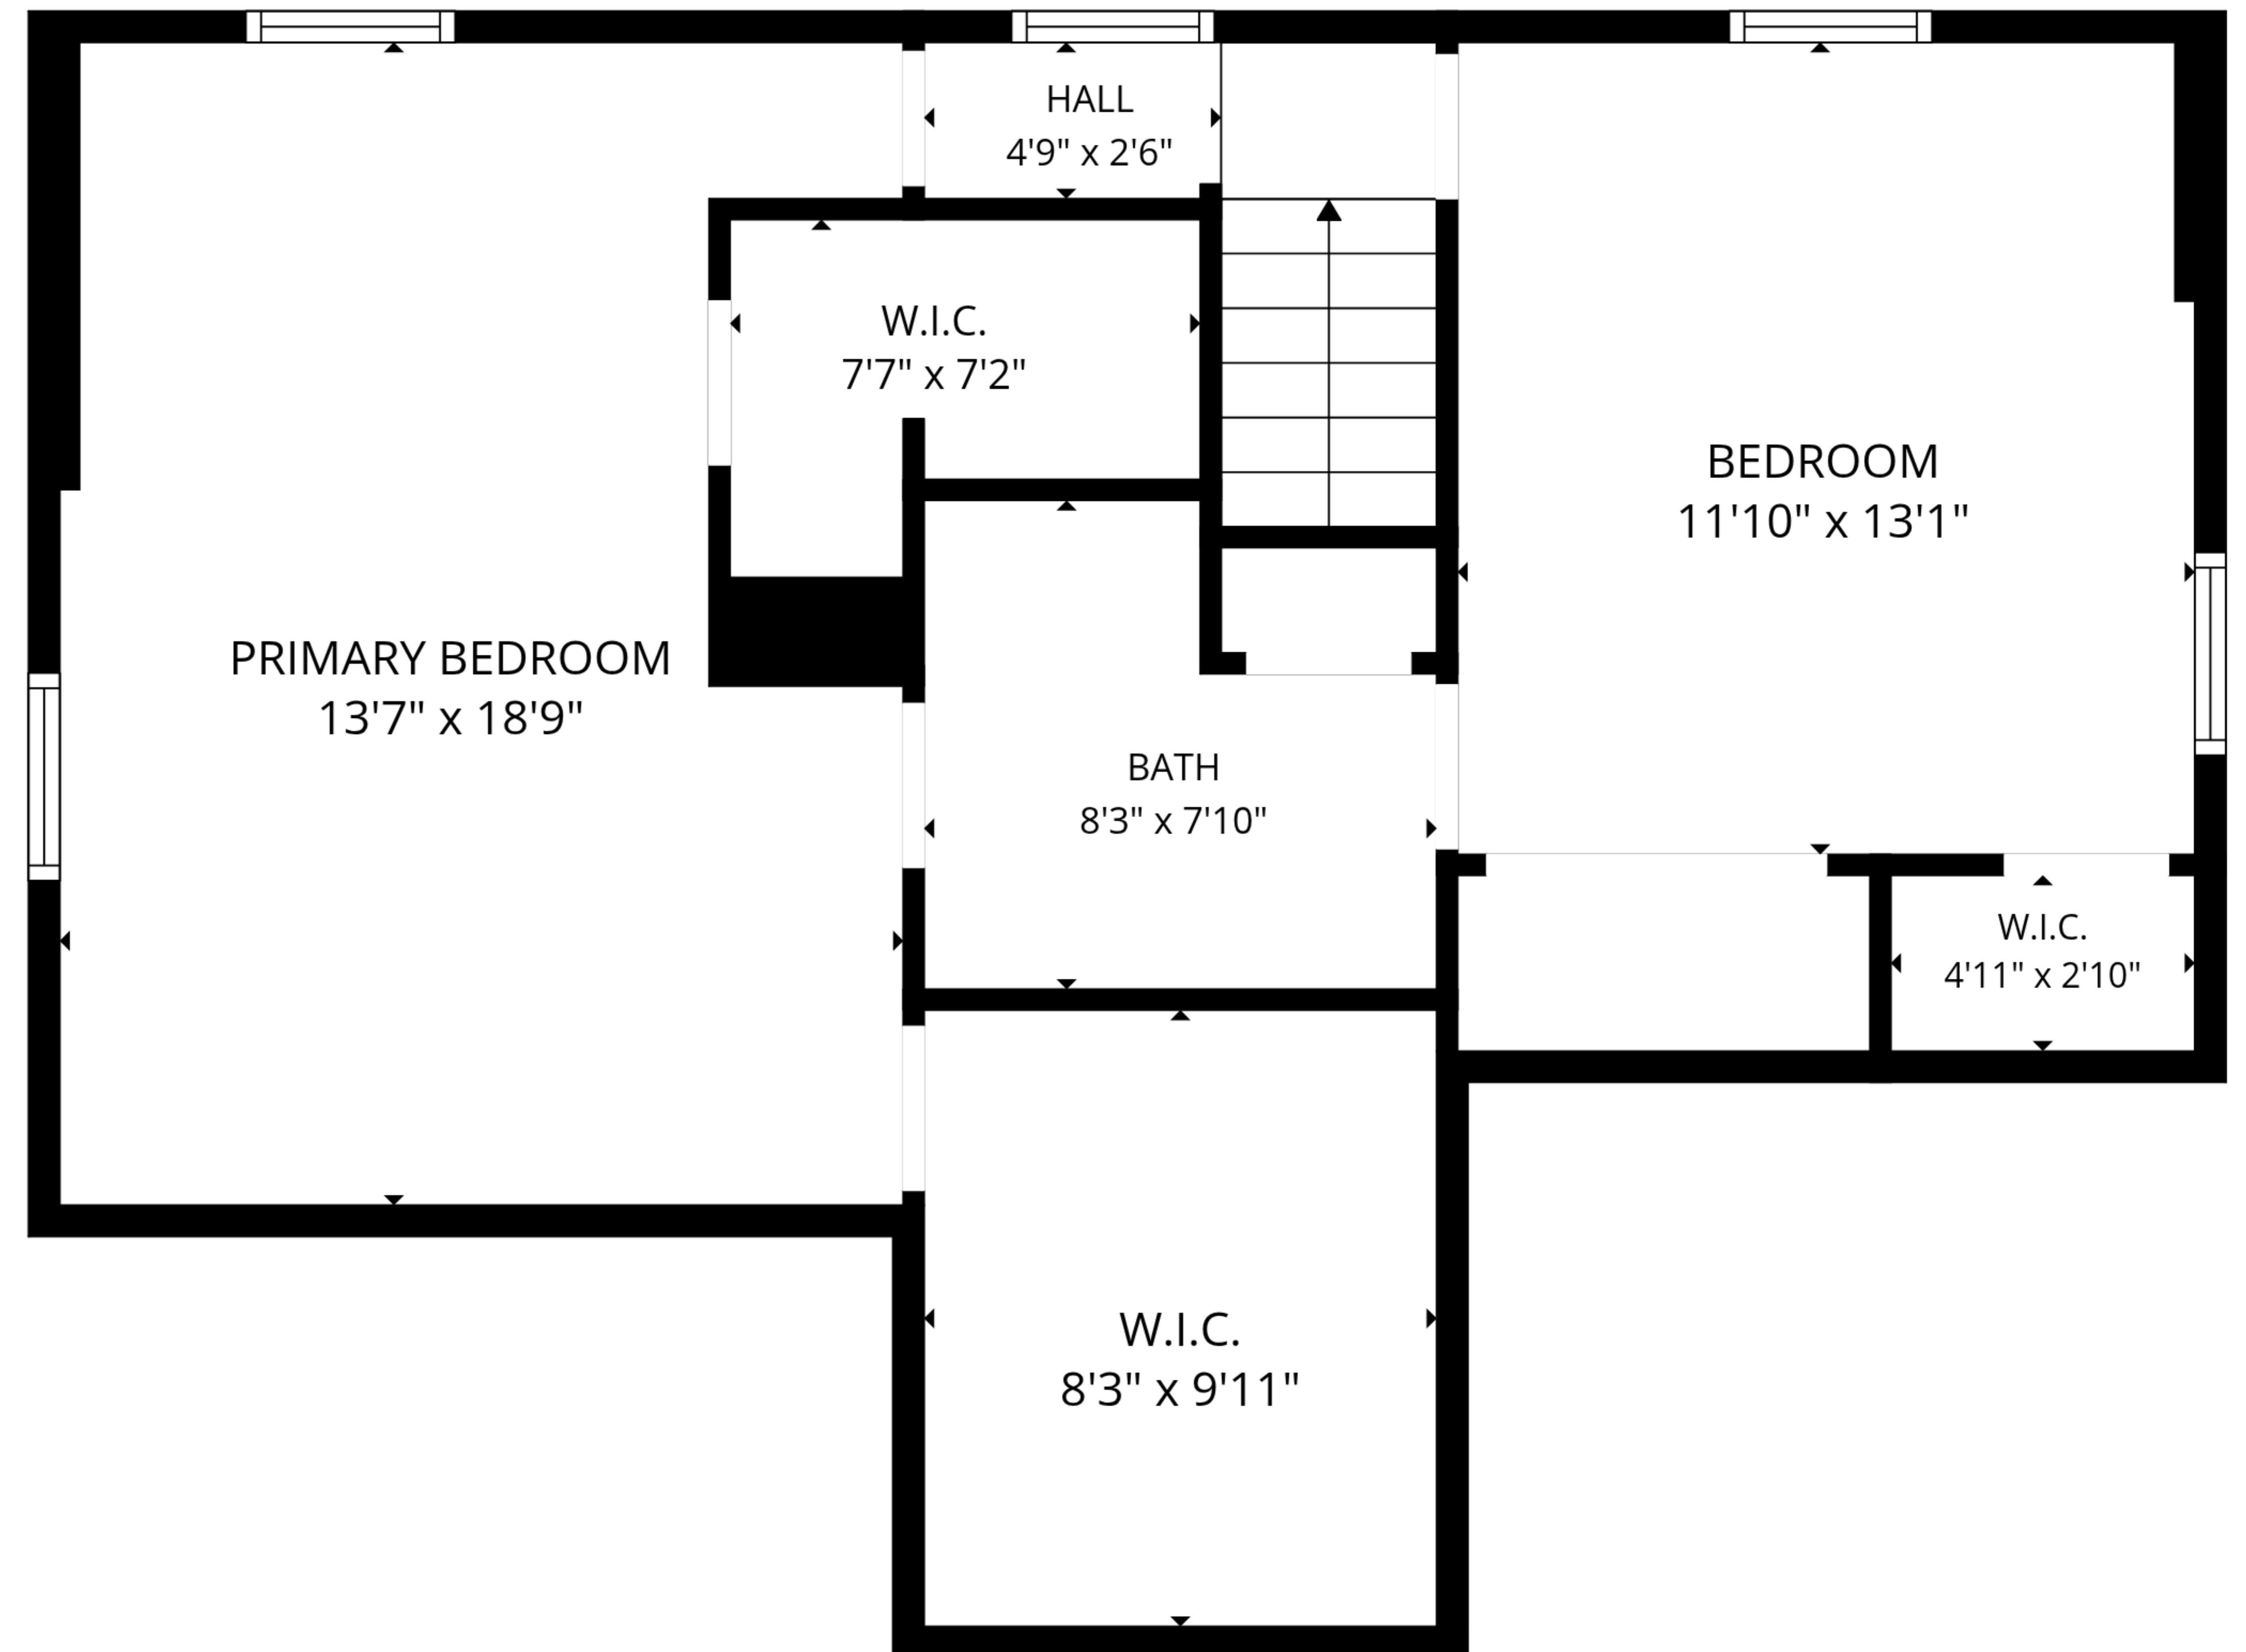 HALL
4'9" x 2'6"
W.I.C.
7'7" x 7'2"
BEDROOM
11'10" x 13'1"
PRIMARY BEDROOM
13'7" x 18'9"
BATH
8'3" x 7'10"
W.I.C.
4'11" x 2'10"
W.I.C.
8'3" x 9'11"